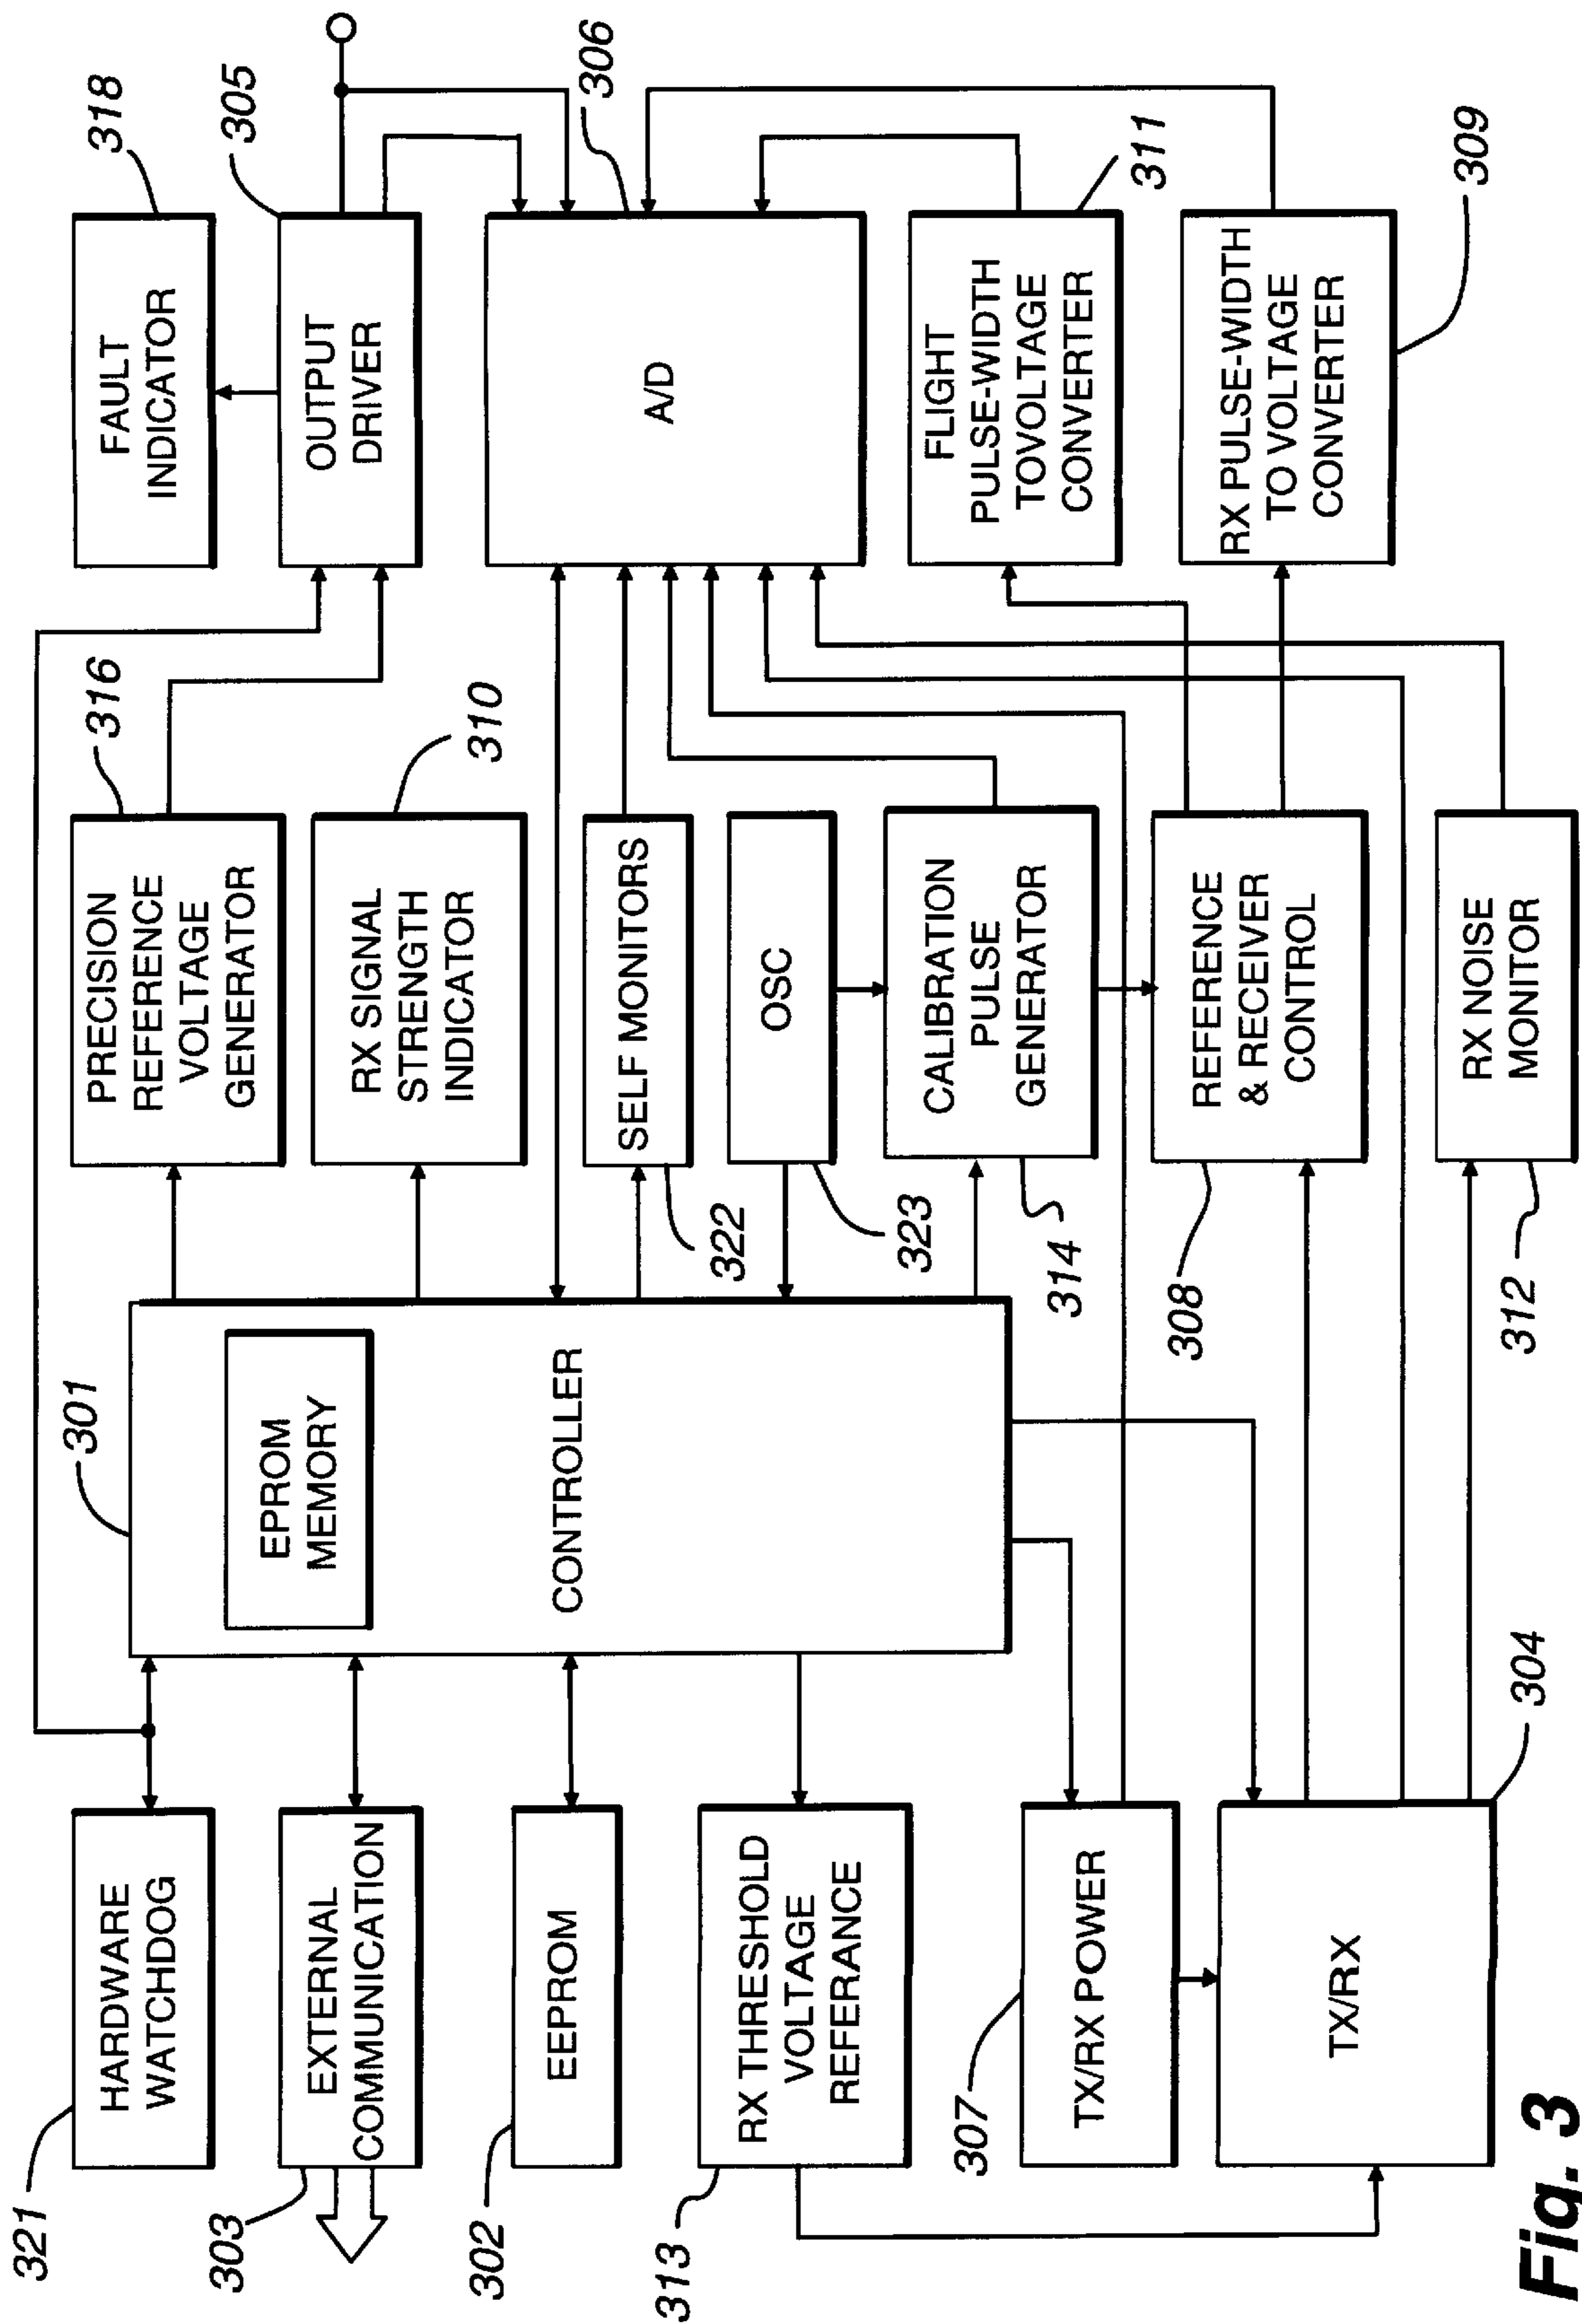 321
HARDWARE
WATCHDOG
303
EXTERNAL
COMMUNICATION
302
EEPROM
313
RX THRESHOLD
VOLTAGE
REFERANCE
307
TX/RX POWER
TX/RX
304
301
EPROM
MEMORY
CONTROLLER
316
PRECISION
REFERENCE
VOLTAGE
GENERATOR
310
RX SIGNAL
STRENGTH
INDICATOR
322
SELF MONITORS
323
OSC
314
CALIBRATION
PULSE
GENERATOR
308
REFERENCE
& RECEIVER
CONTROL
312
RX NOISE
MONITOR
318
FAULT
INDICATOR
305
OUTPUT
DRIVER
306
A/D
311
FLIGHT
PULSE-WIDTH
TOVOLTAGE
CONVERTER
309
RX PULSE-WIDTH
TO VOLTAGE
CONVERTER
Fig. 3